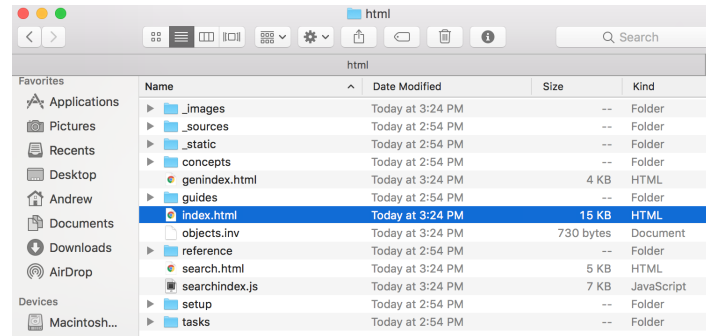 html
Search
html
Favorites
Applications
Pictures
Recents
Desktop
Andrew
Documents
Downloads
AirDrop
Devices
Macintosh...
Name Date Modified Size Kind
_images Today at 3:24 PM -- Folder
_sources Today at 2:54 PM -- Folder
_static Today at 2:54 PM -- Folder
concepts Today at 2:54 PM -- Folder
genindex.html Today at 3:24 PM 4 KB HTML
guides Today at 2:54 PM -- Folder
index.html Today at 3:24 PM 15 KB HTML
objects.inv Today at 3:24 PM 730 bytes Document
reference Today at 2:54 PM -- Folder
search.html Today at 3:24 PM 5 KB HTML
searchindex.js Today at 3:24 PM 7 KB JavaScript
setup Today at 2:54 PM -- Folder
tasks Today at 2:54 PM -- Folder